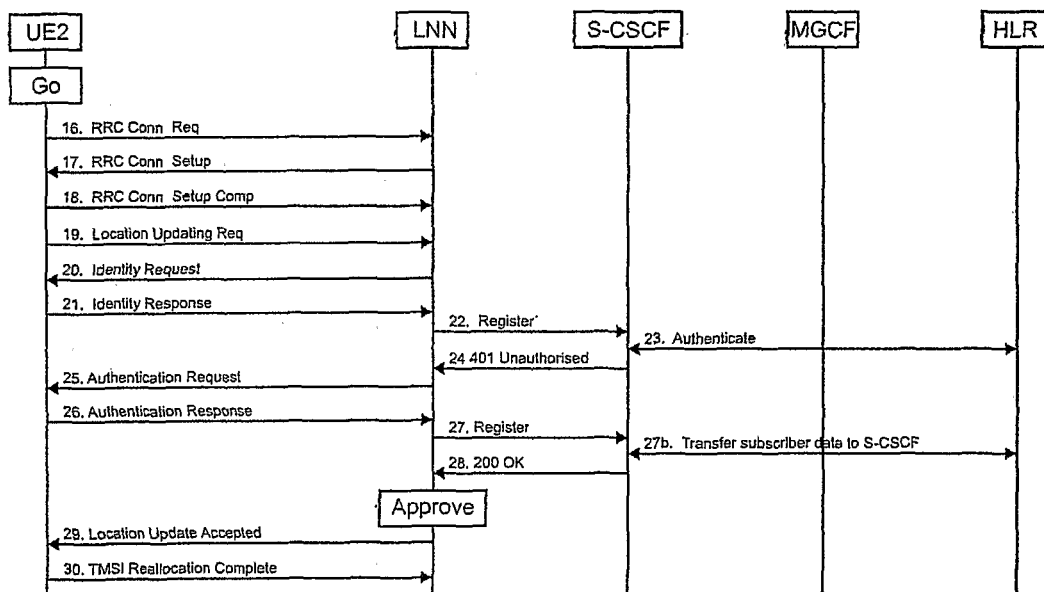 UE2 LNN S-CSCF MGCF HLR
Go
16. RRC Conn Req
17. RRC Conn Setup
18. RRC Conn Setup Comp
19. Location Updating Req
20. Identity Request
21. Identity Response
22. Register
23. Authenticate
24 401 Unauthorised
25. Authentication Request
26. Authentication Response
27. Register
27b. Transfer subscriber data to S-CSCF
28. 200 OK
Approve
29. Location Update Accepted
30. TMSI Reallocation Complete